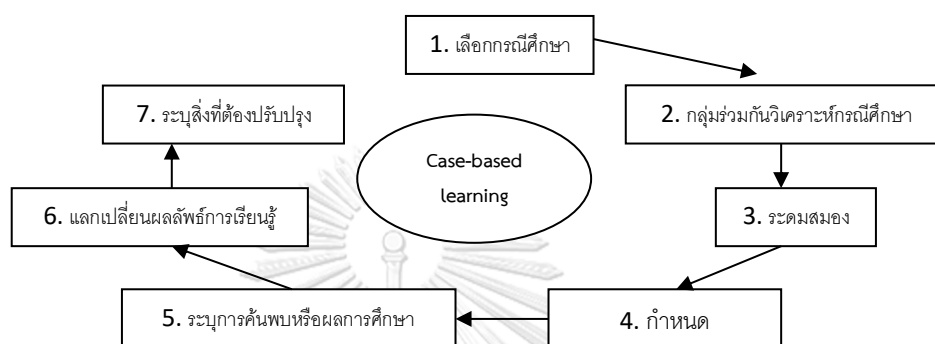 1. เลือกกรณีศึกษา
2. กลุ่มร่วมกันวิเคราะห์กรณีศึกษา
3. ระดมสมอง
4. กำหนด
5. ระบุการค้นพบหรือผลการศึกษา
6. แลกเปลี่ยนผลลัพธ์การเรียนรู้
7. ระบุสิ่งที่ต้องปรับปรุง
Case-based
learning